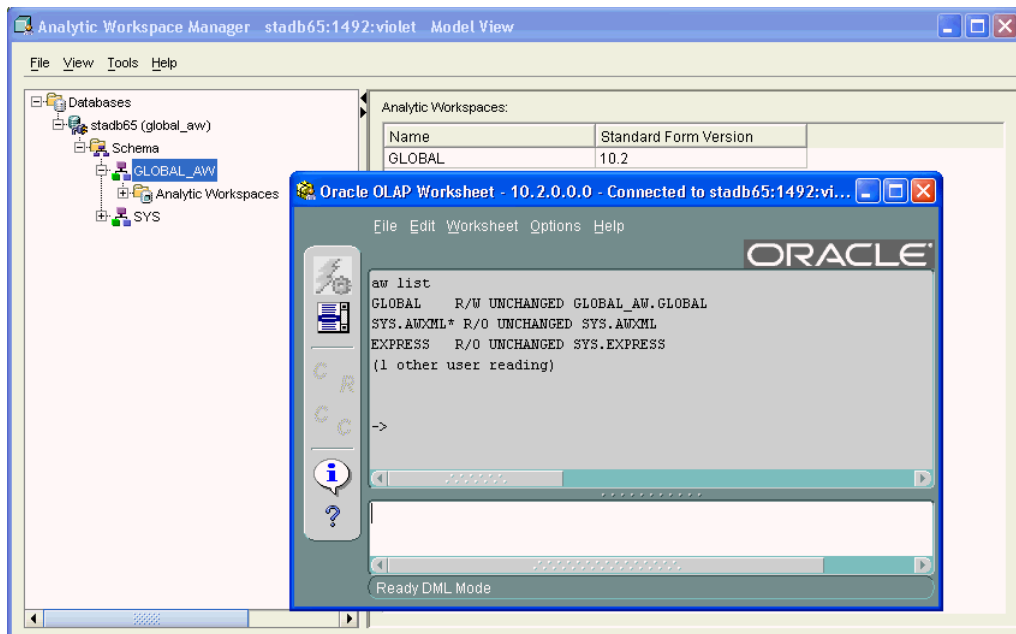 Analytic Workspace Manager stadb65:1492:violet Model View
File View Tools Help
Databases
stadb65 (global_aw)
Schema
GLOBAL_AW
Analytic Workspaces
SYS
Analytic Workspaces:
Name Standard Form Version
GLOBAL 10.2
Oracle OLAP Worksheet - 10.2.0.0.0 - Connected to stadb65:1492:vi...
File Edit Worksheet Options Help
ORACLE
C R
C C
aw list
GLOBAL R/W UNCHANGED GLOBAL_AW.GLOBAL
SYS.AWXML* R/O UNCHANGED SYS.AWXML
EXPRESS R/O UNCHANGED SYS.EXPRESS
(1 other user reading)
->
Ready DML Mode